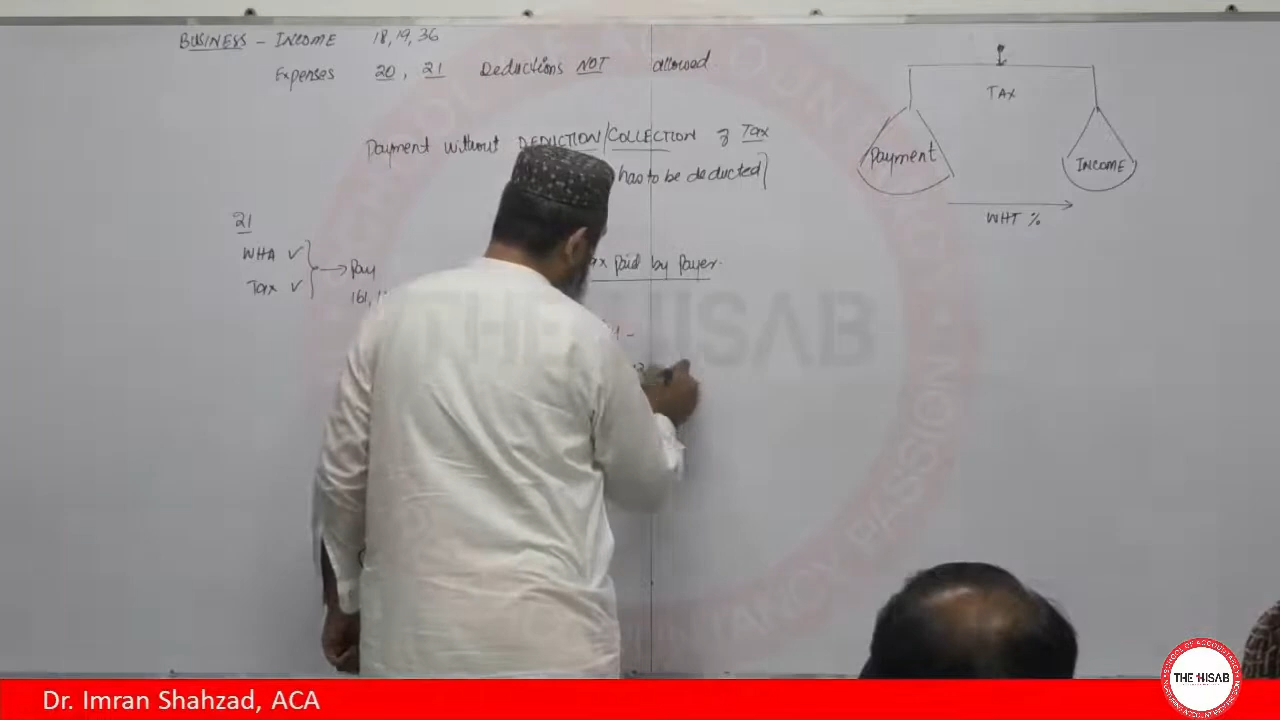 BUSINESS - INCOME 18, 19, 36
Expenses 20, 21 Deductions NOT allowed.
TAX
Payment
INCOME
WHT %
Payment without DEDUCTION/COLLECTION of Tax
has to be deducted)
21
WHA ✓
Tax ✓
Pay
161,
Paid by Payer.
THE HISAB
Dr. Imran Shahzad, ACA
THE HISAB